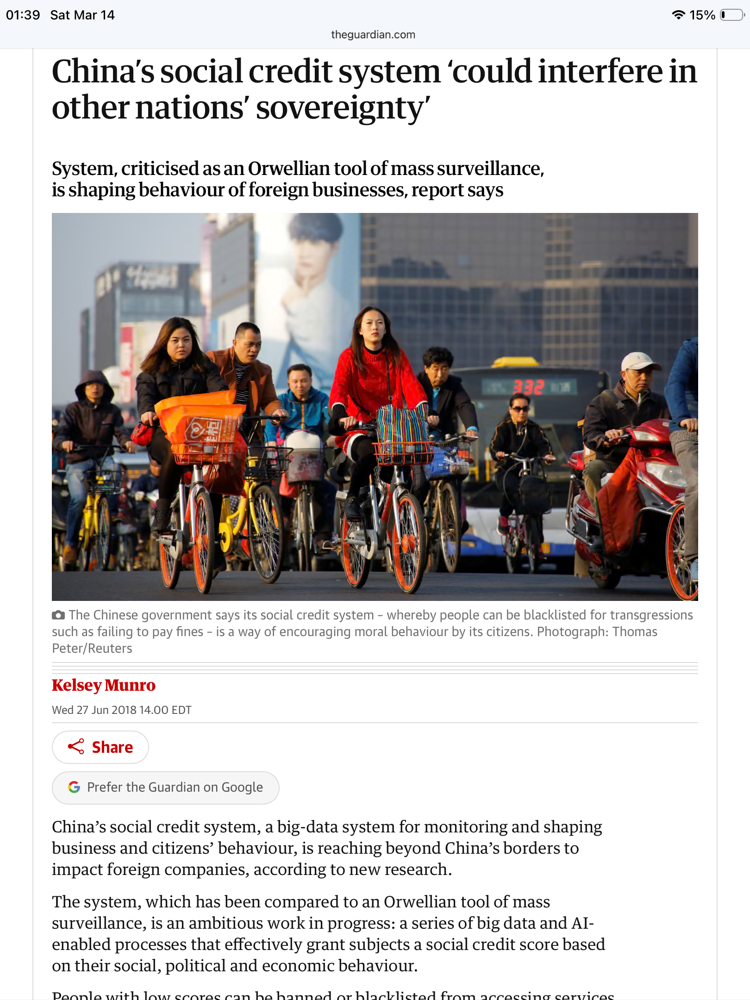 01:39 Sat Mar 14
15%
theguardian.com
China’s social credit system ‘could interfere in
other nations’ sovereignty’
System, criticised as an Orwellian tool of mass surveillance,
is shaping behaviour of foreign businesses, report says
332
The Chinese government says its social credit system – whereby people can be blacklisted for transgressions
such as failing to pay fines – is a way of encouraging moral behaviour by its citizens. Photograph: Thomas
Peter/Reuters
Kelsey Munro
Wed 27 Jun 2018 14.00 EDT
Share
Prefer the Guardian on Google
China’s social credit system, a big-data system for monitoring and shaping
business and citizens’ behaviour, is reaching beyond China’s borders to
impact foreign companies, according to new research.
The system, which has been compared to an Orwellian tool of mass
surveillance, is an ambitious work in progress: a series of big data and AI-
enabled processes that effectively grant subjects a social credit score based
on their social, political and economic behaviour.
People with low scores can be banned or blacklisted from accessing services